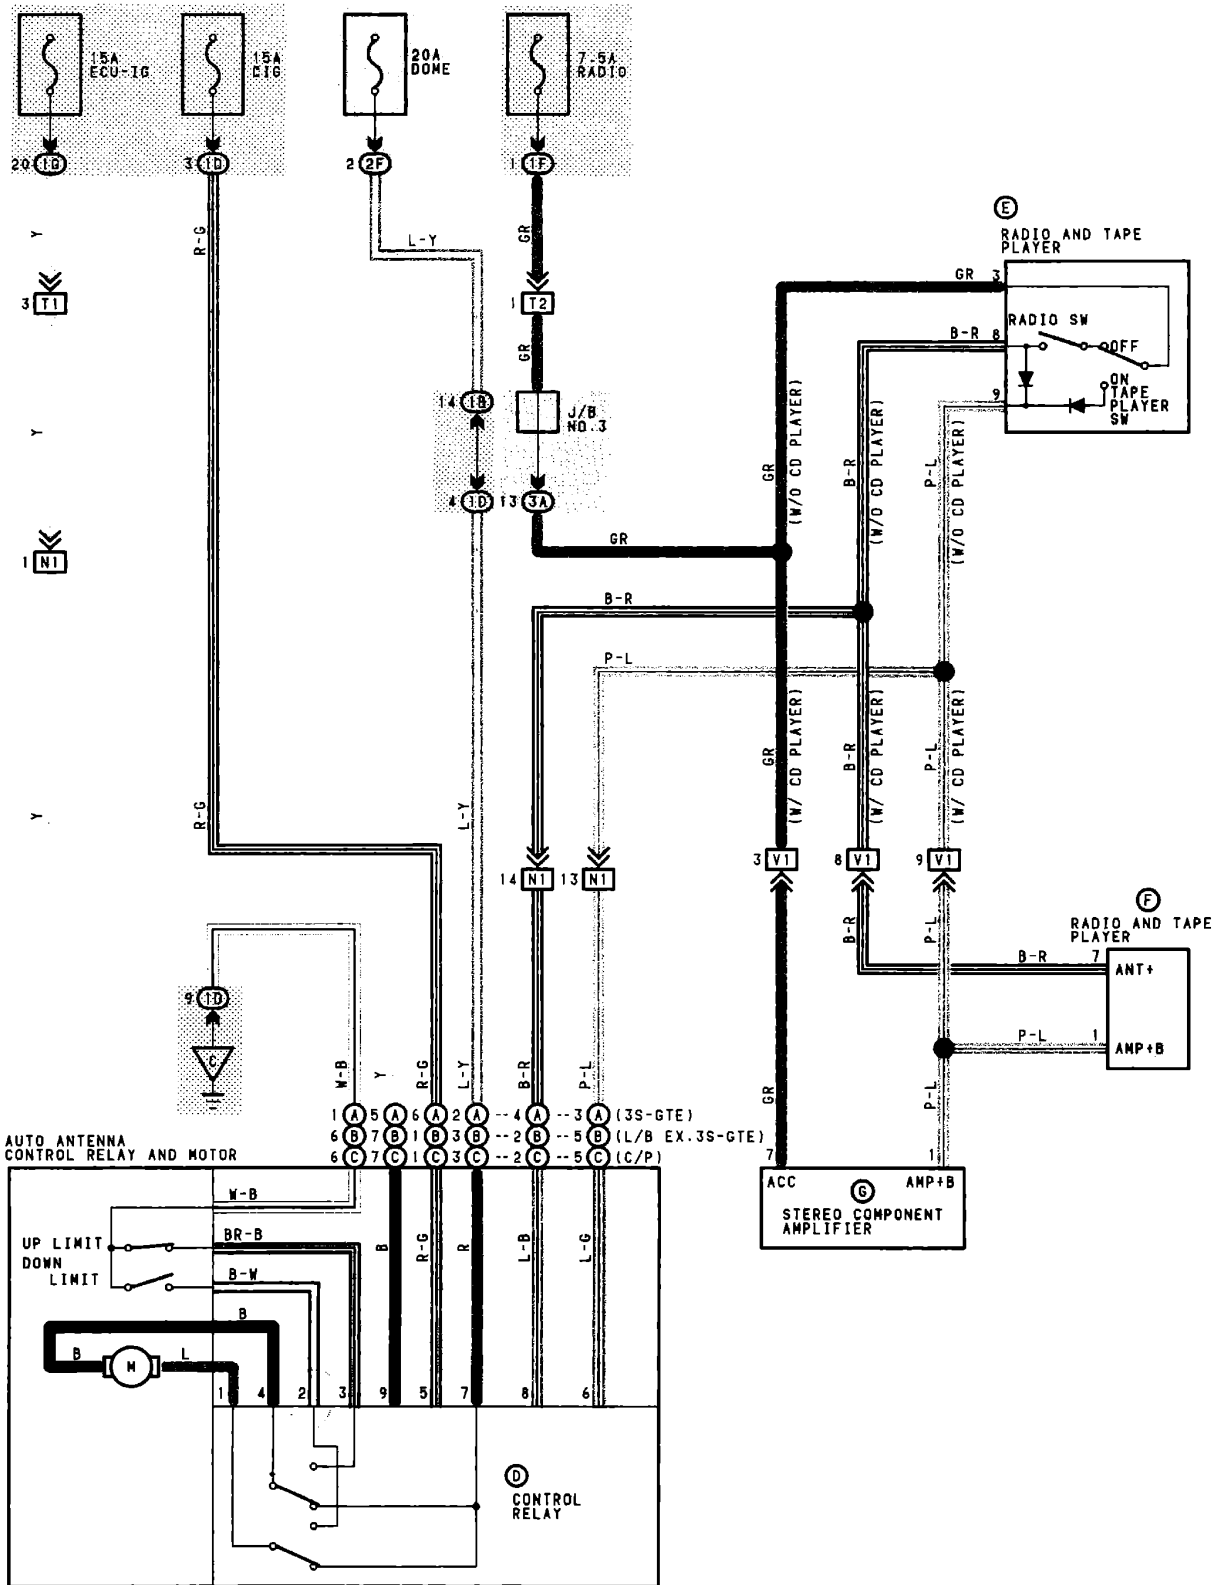 15A
ECU-IG
15A
CIG
20A
DOME
7.5A
RADIO
20 1G
3 1D
2 2F
1 1F
Y
R-G
L-Y
GR
3 T1
1 T2
GR
Y
14 1B
J/B
NO.3
4 1D
13 3A
1 N1
GR
B-R
P-L
E
RADIO AND TAPE
PLAYER
GR 3
RADIO SW
B-R 8
OFF
9
ON
TAPE
PLAYER
SW
GR
(W/O CD PLAYER)
B-R
(W/O CD PLAYER)
P-L
(W/O CD PLAYER)
GR
(W/ CD PLAYER)
B-R
(W/ CD PLAYER)
P-L
(W/ CD PLAYER)
Y
R-G
L-Y
14 N1
13 N1
3 V1
8 V1
9 V1
B-R
P-L
F
RADIO AND TAPE
PLAYER
B-R 7
ANT+
P-L 1
AMP+B
9 1D
C
W-B
Y
R-G
L-Y
B-R
P-L
GR
P-L
1 A 5 A 6 A 2 A --4 A --3 A (3S-GTE)
6 B 7 B 1 B 3 B --2 B --5 B (L/B EX.3S-GTE)
6 C 7 C 1 C 3 C --2 C --5 C (C/P)
AUTO ANTENNA
CONTROL RELAY AND MOTOR
7
1
ACC
AMP+B
G
STEREO COMPONENT
AMPLIFIER
W-B
UP LIMIT
BR-B
DOWN
LIMIT
B-W
B
R-G
R
L-B
L-G
B
B
M
L
1 4 2 3 9 5 7 8 6
D
CONTROL
RELAY